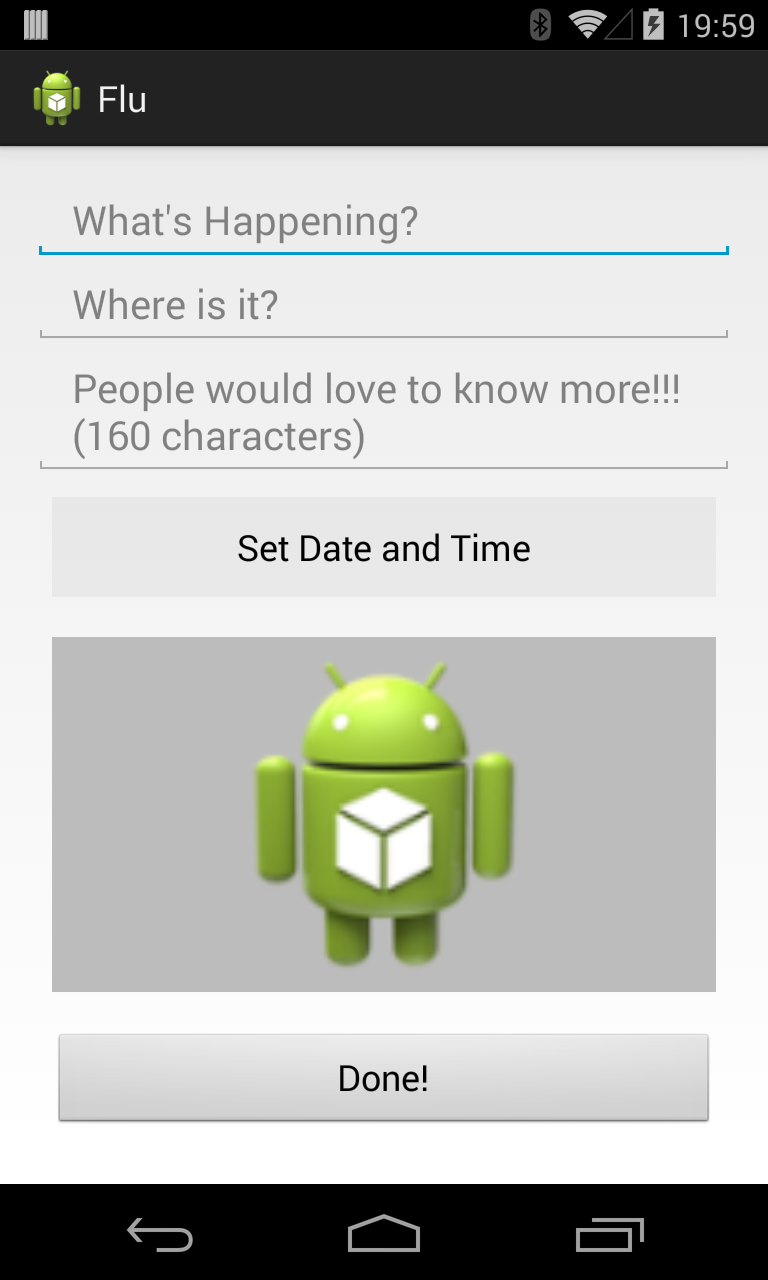 19:59
Flu
What's Happening?
Where is it?
People would love to know more!!!
(160 characters)
Set Date and Time
Done!